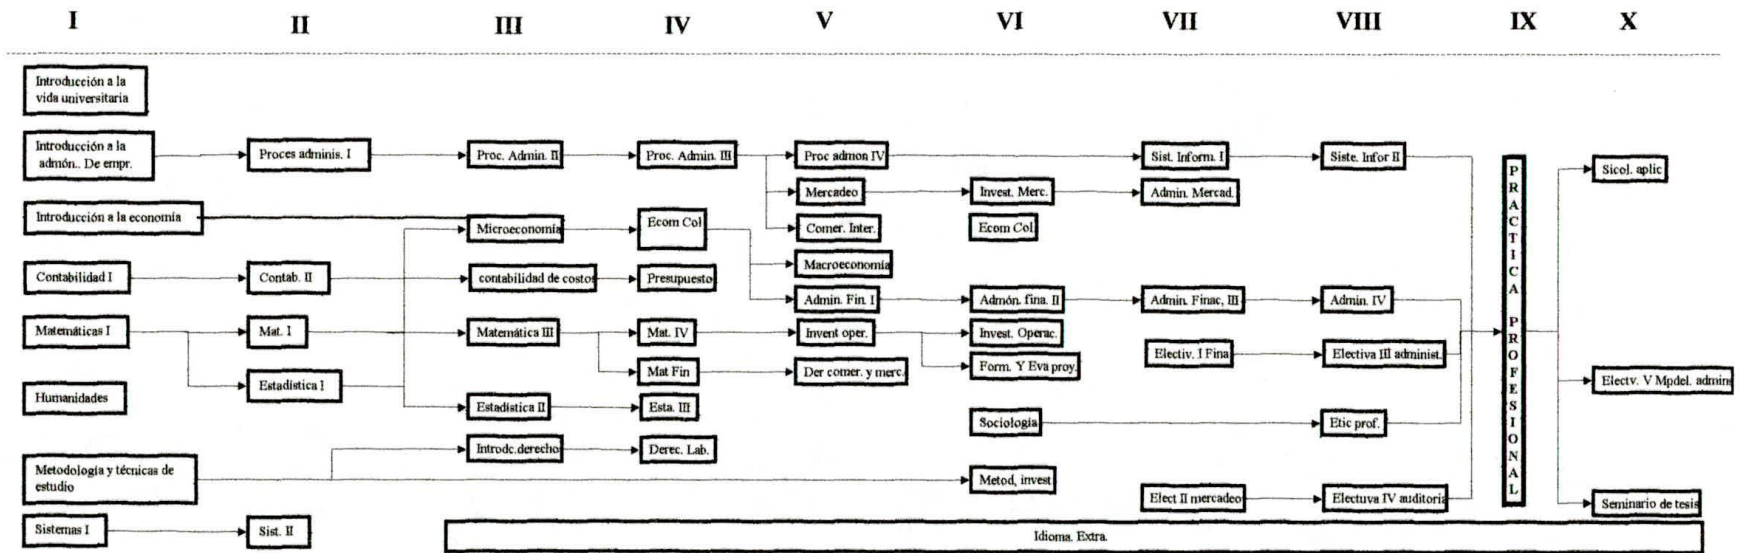 I II III IV V VI VII VIII IX X
Introducción a la
vida universitaria
Introducción a la
admón.. De empr.
Proces adminis. I
Proc. Admin. II
Proc. Admin. III
Proc admon IV
Sist. Inform. I
Siste. Infor II
Sicol. aplic
Mercadeo
Invest. Merc.
Admin. Mercad.
Introducción a la economía
Microeconomía
Ecom Col
Comer. Inter.
Ecom Col
Macroeconomía
Contabilidad I
Contab. II
contabilidad de costos
Presupuesto
Admin. Fin. I
Admón. fina. II
Admin. Finac, III
Admin. IV
Matemáticas I
Mat. I
Matemática III
Mat. IV
Invent oper.
Invest. Operac.
Electiv. I Fina
Electiva III administ.
Estadística I
Mat Fin
Der comer. y merc.
Form. Y Eva proy.
Electv. V Mpdel. admins
Humanidades
Estadística II
Esta. III
Sociología
Etic prof.
Introdc.derecho
Derec. Lab.
Metodología y técnicas de
estudio
Metod, invest
Elect II mercadeo
Electuva IV auditoria
Seminario de tesis
PRACTICA PROFESIONAL
Sistemas I
Sist. II
Idioma. Extra.